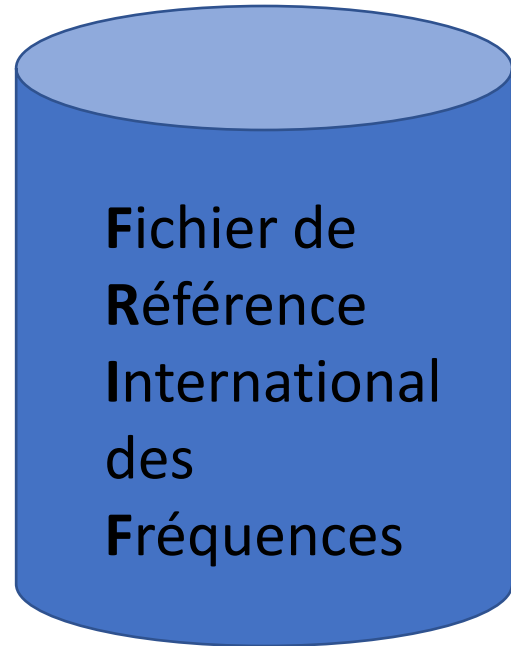 Fichier de
Référence
International
des
Fréquences